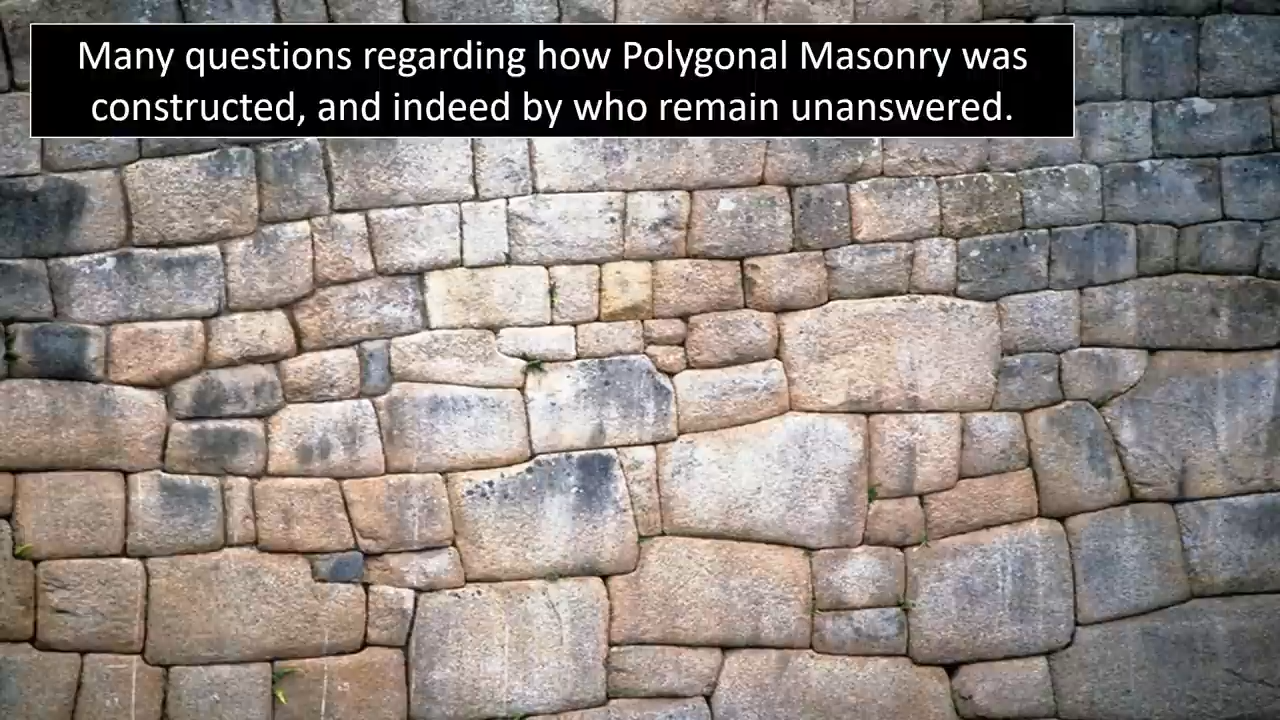 Many questions regarding how Polygonal Masonry was
constructed, and indeed by who remain unanswered.